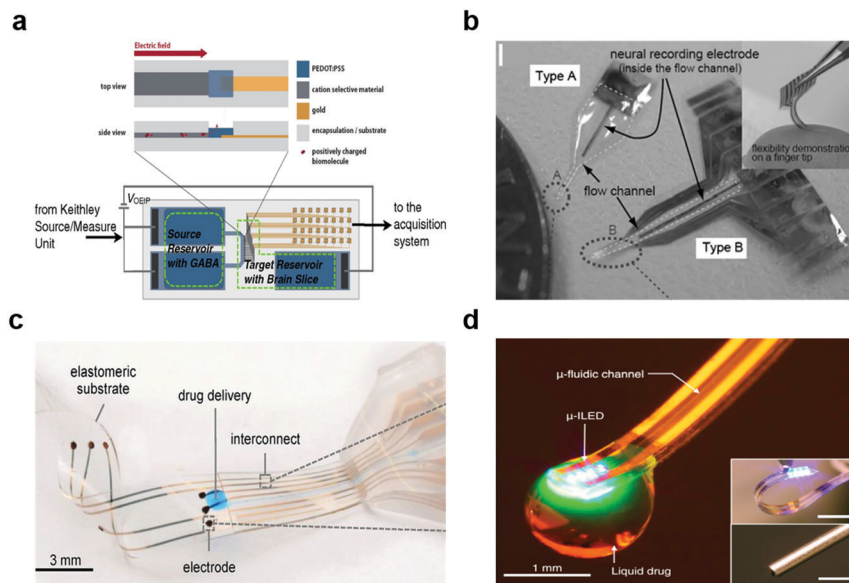 a
Electric field
top view
side view
PEDOT:PSS
cation selective material
gold
encapsulation / substrate
positively charged
biomolecule
VOEIP
from Keithley
Source/Measure
Unit
Source
Reservoir
with GABA
Target Reservoir
with Brain Slice
to the
acquisition
system
b
neural recording electrode
(inside the flow channel)
Type A
flexibility demonstration
on a finger tip
A
flow channel
B
Type B
c
elastomeric
substrate
drug delivery
interconnect
electrode
3 mm
d
μ-fluidic channel
μ-ILED
Liquid drug
1 mm